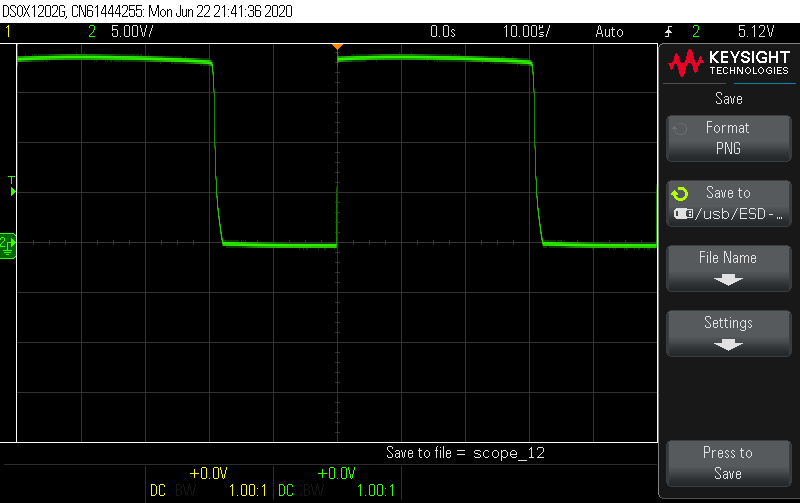 DSOX1202G, CN61444255: Mon Jun 22 21:41:36 2020
1 2 5.00V/ 0.0s 10.00s/ Auto 2 5.12V
KEYSIGHT
TECHNOLOGIES
Save
Format
PNG
Save to
/usb/ESD-...
T
2
File Name
Settings
Save to file = scope_12
Press to
Save
+0.0V +0.0V
DC BW 1.00:1 DC BW 1.00:1